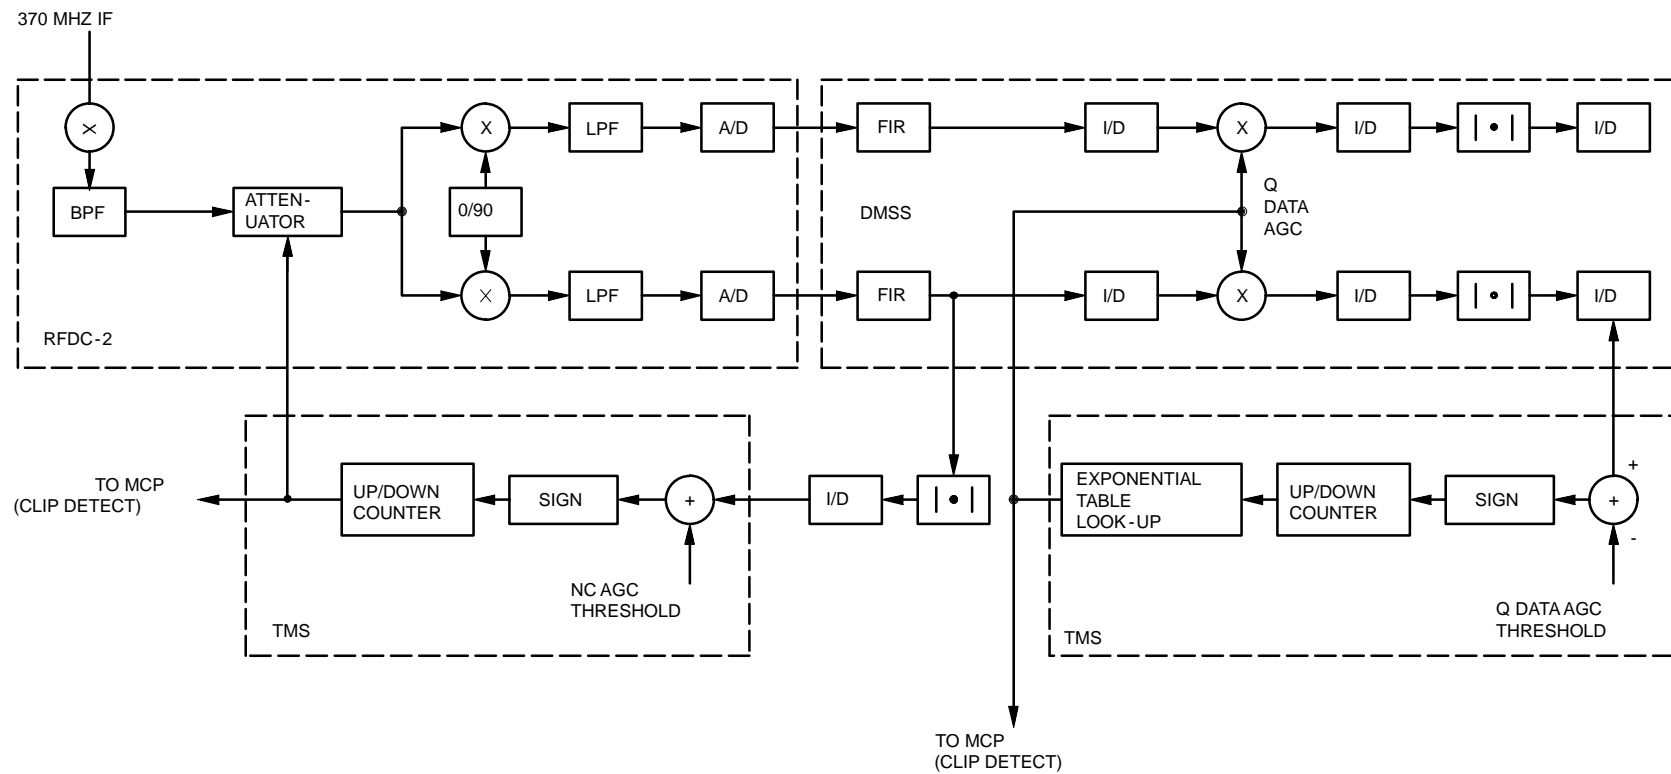 370 MHZ IF
X
BPF
ATTEN-
UATOR
X
LPF
A/D
0/90
X
LPF
A/D
RFDC-2
FIR
I/D
X
I/D
| • |
I/D
DMSS
Q
DATA
AGC
FIR
I/D
X
I/D
| • |
I/D
TO MCP
(CLIP DETECT)
UP/DOWN
COUNTER
SIGN
+
I/D
| • |
NC AGC
THRESHOLD
TMS
EXPONENTIAL
TABLE
LOOK-UP
UP/DOWN
COUNTER
SIGN
+
+
-
Q DATA AGC
THRESHOLD
TMS
TO MCP
(CLIP DETECT)